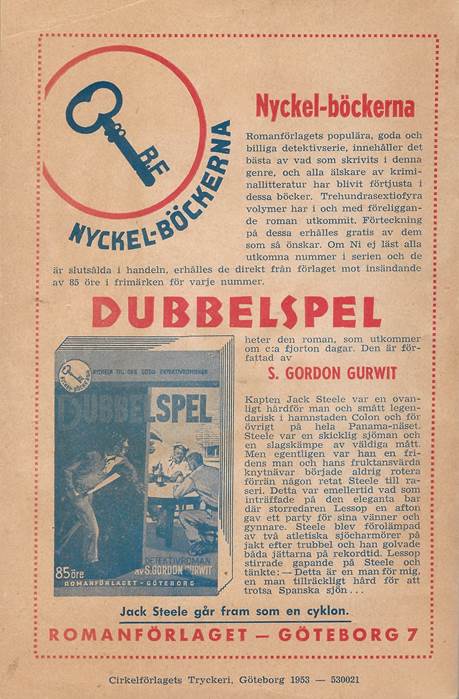 NYCKEL-BÖCKERNA
Nyckel-böckerna
Romanförlagets populära, goda och
billiga detektivserie, innehåller det
bästa av vad som skrivits i denna
genre, och alla älskare av krimi-
nallitteratur har blivit förtjusta i
dessa böcker. Trehundrasextiofyra
volymer har i och med föreliggan-
de roman utkommit. Förteckning
på dessa erhålles gratis av dem
som så önskar. Om Ni ej läst alla
utkomna nummer i serien och de
är slutsålda i handeln, erhålles de direkt från förlaget mot insändande
av 85 öre i frimärken för varje nummer.
DUBBELSPEL
heter den roman, som utkommer
om c:a fjorton dagar. Den är för-
fattad av
S. GORDON GURWIT
Kapten Jack Steele var en ovan-
ligt hårdför man och smått legen-
darisk i hamnstaden Colon och för
övrigt på hela Panama-näset.
Steele var en skicklig sjöman och
en slagskämpe av väldiga mått.
Men egentligen var han en fri-
dens man och hans fruktansvärda
knytnävar började aldrig rotera
förrän någon retat Steele till ra-
seri. Detta var emellertid vad som
inträffade på den eleganta bar
där storredaren Lessop en afton
gav ett party för sina vänner och
gynnare. Steele blev förolämpad
av två atletiska sjöcharmörer på
jakt efter trubbel och han golvade
båda jättarna på rekordtid. Lessop
stirrade gapande på Steele och
tänkte: — Detta är en man för mig,
en man tillräckligt hård för att
trotsa Spanska sjön...
DUBBELSPEL
DETEKTIVROMAN
AV S. GORDON GURWIT
85 öre
ROMANFÖRLAGET - GÖTEBORG
Jack Steele går fram som en cyklon.
ROMANFÖRLAGET — GÖTEBORG 7
Cirkelförlagets Tryckeri, Göteborg 1953 — 530021